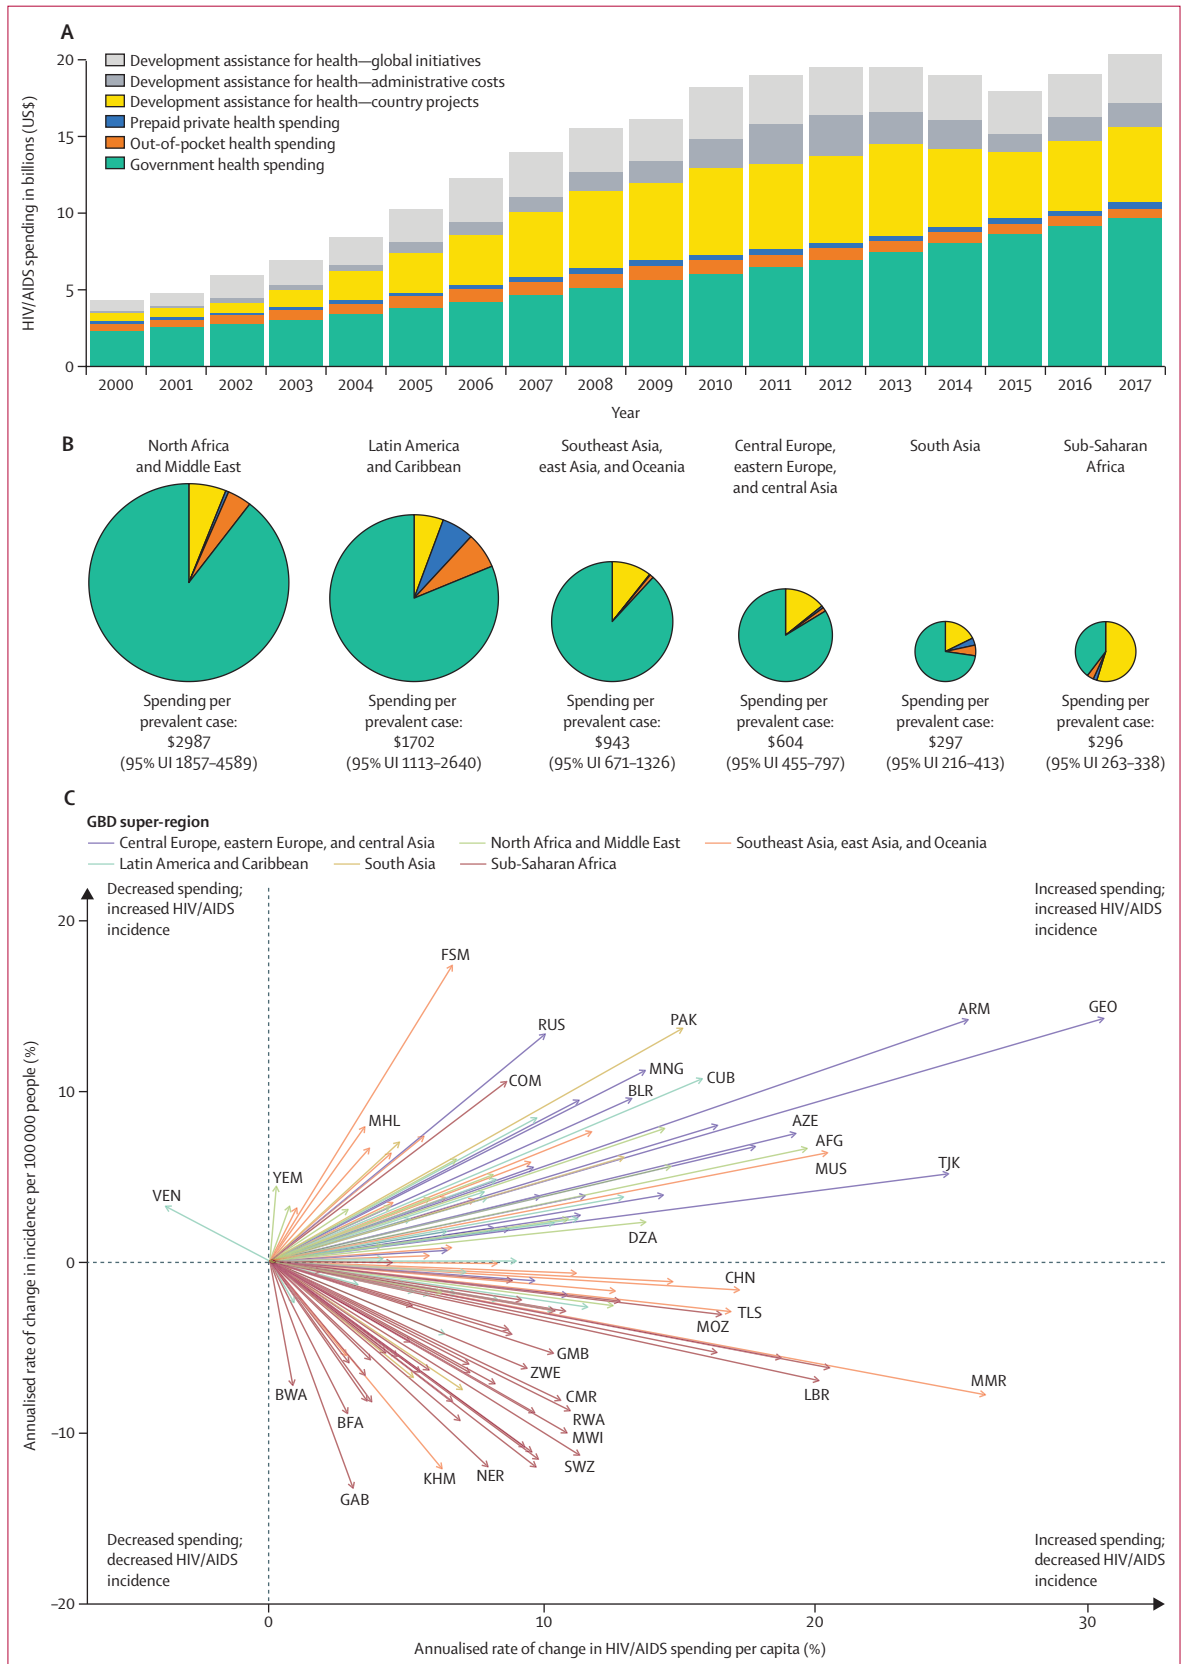 A
HIV/AIDS spending in billions (US$)
20
15
10
5
0
Development assistance for health—global initiatives
Development assistance for health—administrative costs
Development assistance for health—country projects
Prepaid private health spending
Out-of-pocket health spending
Government health spending
2000 2001 2002 2003 2004 2005 2006 2007 2008 2009 2010 2011 2012 2013 2014 2015 2016 2017
Year
B
North Africa
and Middle East
Spending per
prevalent case:
$2987
(95% UI 1857–4589)
Latin America
and Caribbean
Spending per
prevalent case:
$1702
(95% UI 1113–2640)
Southeast Asia,
east Asia, and Oceania
Spending per
prevalent case:
$943
(95% UI 671–1326)
Central Europe,
eastern Europe,
and central Asia
Spending per
prevalent case:
$604
(95% UI 455–797)
South Asia
Spending per
prevalent case:
$297
(95% UI 216–413)
Sub-Saharan
Africa
Spending per
prevalent case:
$296
(95% UI 263–338)
C
GBD super-region
Central Europe, eastern Europe, and central Asia
North Africa and Middle East
Southeast Asia, east Asia, and Oceania
Latin America and Caribbean
South Asia
Sub-Saharan Africa
Decreased spending;
increased HIV/AIDS
incidence
Increased spending;
increased HIV/AIDS
incidence
Annualised rate of change in incidence per 100 000 people (%)
20
10
0
–10
–20
FSM
RUS
PAK
ARM
GEO
COM
MNG
CUB
BLR
MHL
AZE
AFG
MUS
TJK
YEM
VEN
DZA
CHN
TLS
MOZ
GMB
ZWE
MMR
LBR
BWA
CMR
RWA
BFA
MWI
SWZ
KHM
NER
GAB
Decreased spending;
decreased HIV/AIDS
incidence
Increased spending;
decreased HIV/AIDS
incidence
0 10 20 30
Annualised rate of change in HIV/AIDS spending per capita (%)